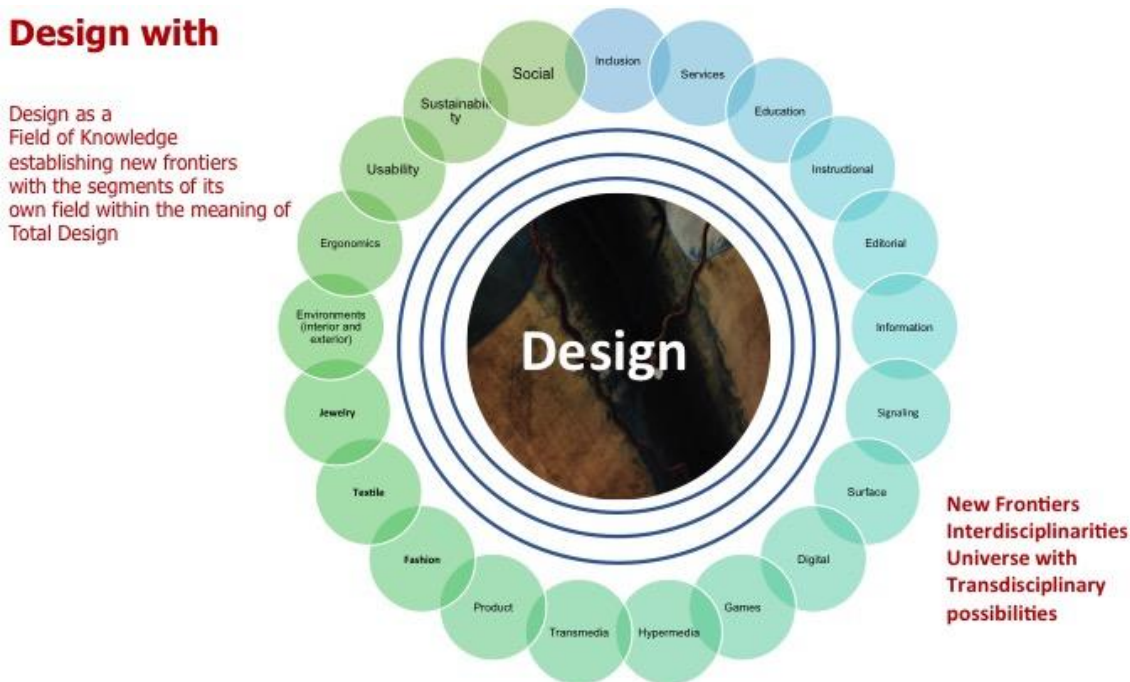 Design with
Design as a
Field of Knowledge
establishing new frontiers
with the segments of its
own field within the meaning of
Total Design
Inclusion
Services
Education
Instructional
Editorial
Information
Signaling
Surface
Digital
Games
Hypermedia
Transmedia
Product
Fashion
Textile
Jewelry
Environments
(interior and
exterior)
Ergonomics
Usability
Sustainabili
ty
Social
Design
New Frontiers
Interdisciplinarities
Universe with
Transdisciplinary
possibilities